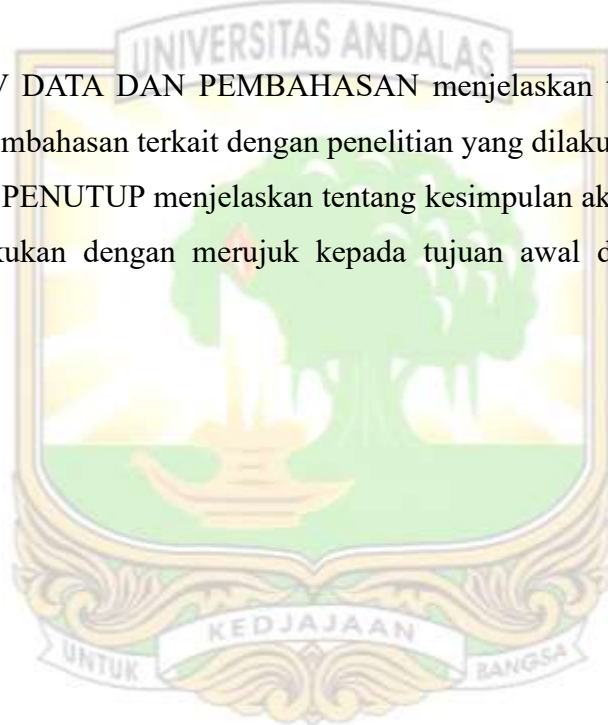 UNIVERSITAS ANDALAS
V DATA DAN PEMBAHASAN menjelaskan
mbahasan terkait dengan penelitian yang dilaku
PENUTUP menjelaskan tentang kesimpulan ak
ukan dengan merujuk kepada tujuan awal d
KEDJAJAAN
UNTUK
BANGSA